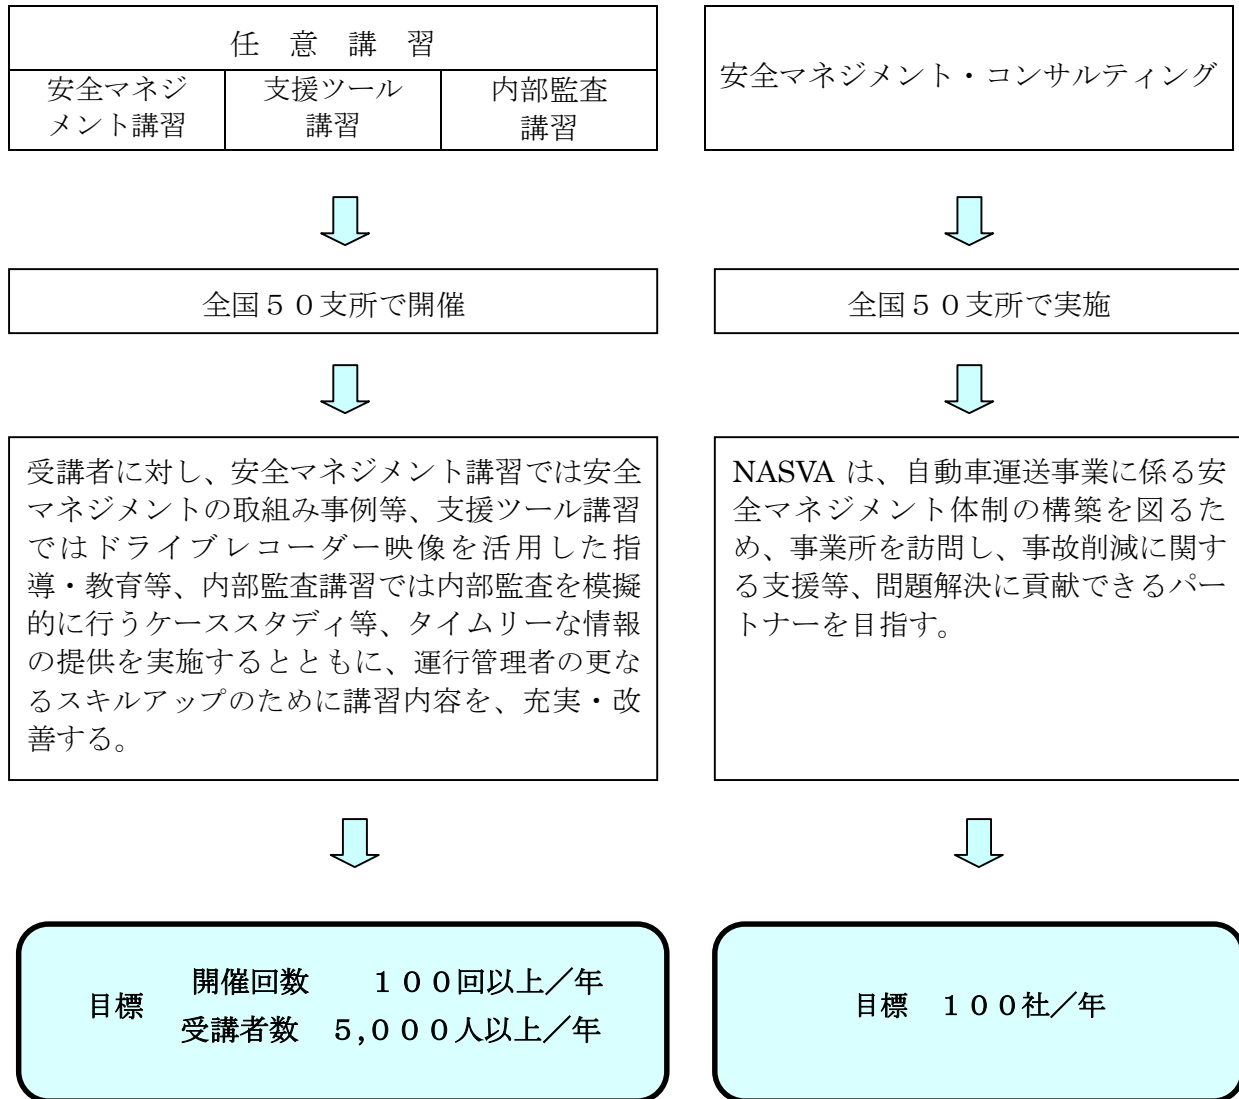 任　意　講　習
安全マネジ
メント講習
支援ツール
講習
内部監査
講習
全国５０支所で開催
受講者に対し、安全マネジメント講習では安全
マネジメントの取組み事例等、支援ツール講習
ではドライブレコーダー映像を活用した指
導・教育等、内部監査講習では内部監査を模擬
的に行うケーススタディ等、タイムリーな情報
の提供を実施するとともに、運行管理者の更な
るスキルアップのために講習内容を、充実・改
善する。
目標
開催回数　　１００回以上／年
受講者数　５,０００人以上／年
安全マネジメント・コンサルティング
全国５０支所で実施
NASVA は、自動車運送事業に係る安
全マネジメント体制の構築を図るた
め、事業所を訪問し、事故削減に関す
る支援等、問題解決に貢献できるパー
トナーを目指す。
目標　１００社／年